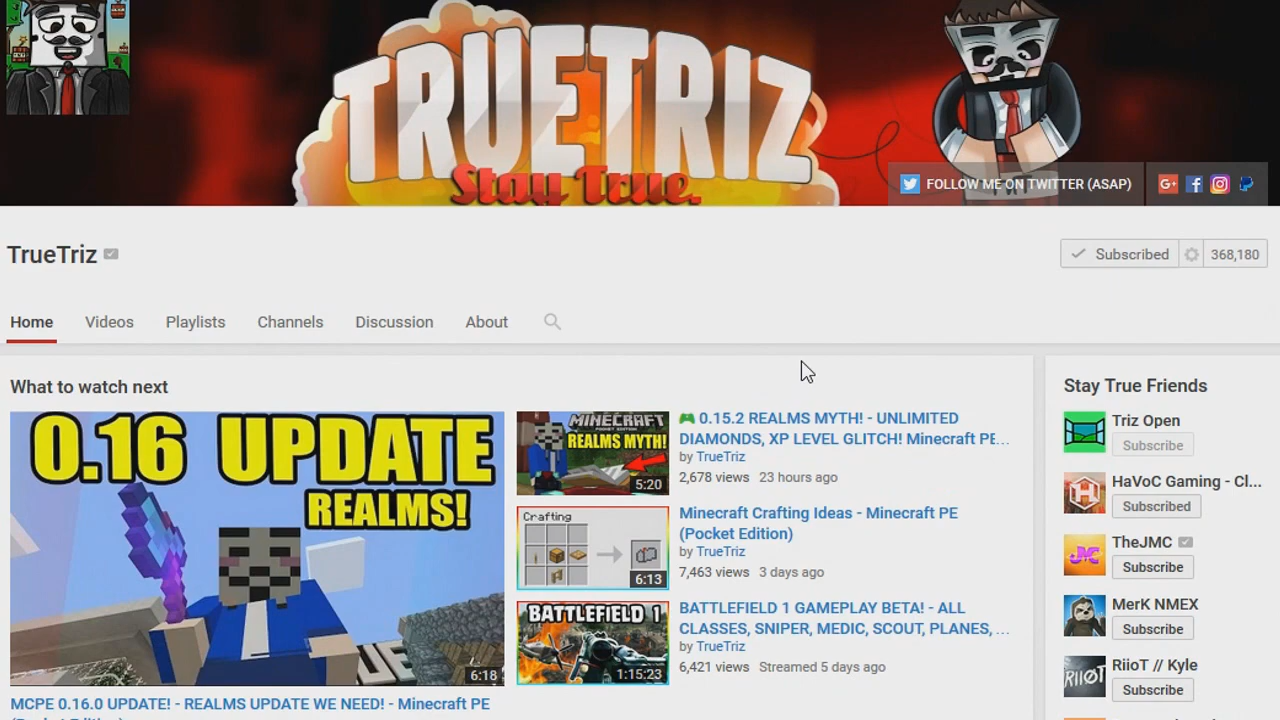 TRUETRIZ
Stay True.
FOLLOW ME ON TWITTER (ASAP)
TrueTriz
Subscribed
368,180
Home
Videos
Playlists
Channels
Discussion
About
What to watch next
0.16 UPDATE
REALMS!
6:18
MCPE 0.16.0 UPDATE! - REALMS UPDATE WE NEED! - Minecraft PE
MINECRAFT
POCKET EDITION
REALMS MYTH!
5:20
0.15.2 REALMS MYTH! - UNLIMITED
DIAMONDS, XP LEVEL GLITCH! Minecraft PE...
by TrueTriz
2,678 views 23 hours ago
Crafting
6:13
Minecraft Crafting Ideas - Minecraft PE
(Pocket Edition)
by TrueTriz
7,463 views 3 days ago
BATTLEFIELD 1
1:15:23
BATTLEFIELD 1 GAMEPLAY BETA! - ALL
CLASSES, SNIPER, MEDIC, SCOUT, PLANES, ...
by TrueTriz
6,421 views Streamed 5 days ago
Stay True Friends
Triz Open
Subscribe
HaVoC Gaming - Cl...
Subscribed
TheJMC
Subscribe
MerK NMEX
Subscribe
RiioT // Kyle
Subscribe